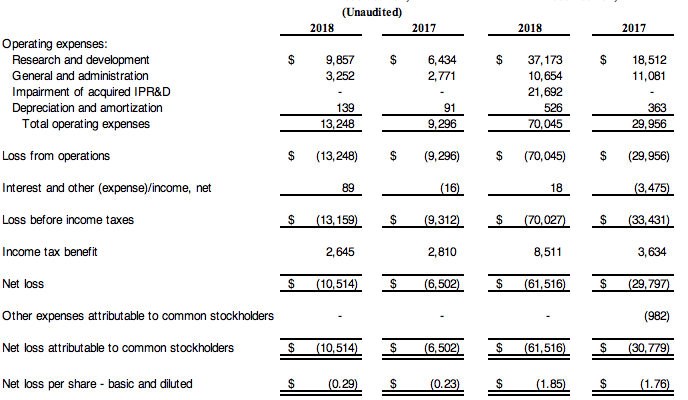 (Unaudited)
2018 2017 2018 2017
Operating expenses:
Research and development $ 9,857 $ 6,434 $ 37,173 $ 18,512
General and administration 3,252 2,771 10,654 11,081
Impairment of acquired IPR&D - - 21,692 -
Depreciation and amortization 139 91 526 363
Total operating expenses 13,248 9,296 70,045 29,956
Loss from operations $ (13,248) $ (9,296) $ (70,045) $ (29,956)
Interest and other (expense)/income, net 89 (16) 18 (3,475)
Loss before income taxes $ (13,159) $ (9,312) $ (70,027) $ (33,431)
Income tax benefit 2,645 2,810 8,511 3,634
Net loss $ (10,514) $ (6,502) $ (61,516) $ (29,797)
Other expenses attributable to common stockholders - - - (982)
Net loss attributable to common stockholders $ (10,514) $ (6,502) $ (61,516) $ (30,779)
Net loss per share - basic and diluted $ (0.29) $ (0.23) $ (1.85) $ (1.76)